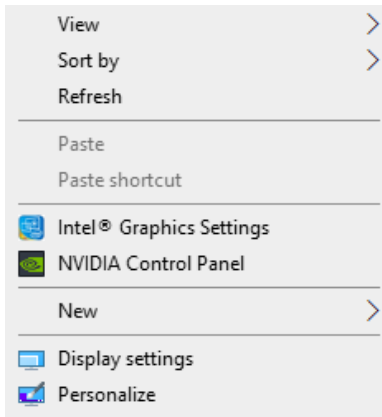 View
Sort by
Refresh
Paste
Paste shortcut
Intel® Graphics Settings
NVIDIA Control Panel
New
Display settings
Personalize